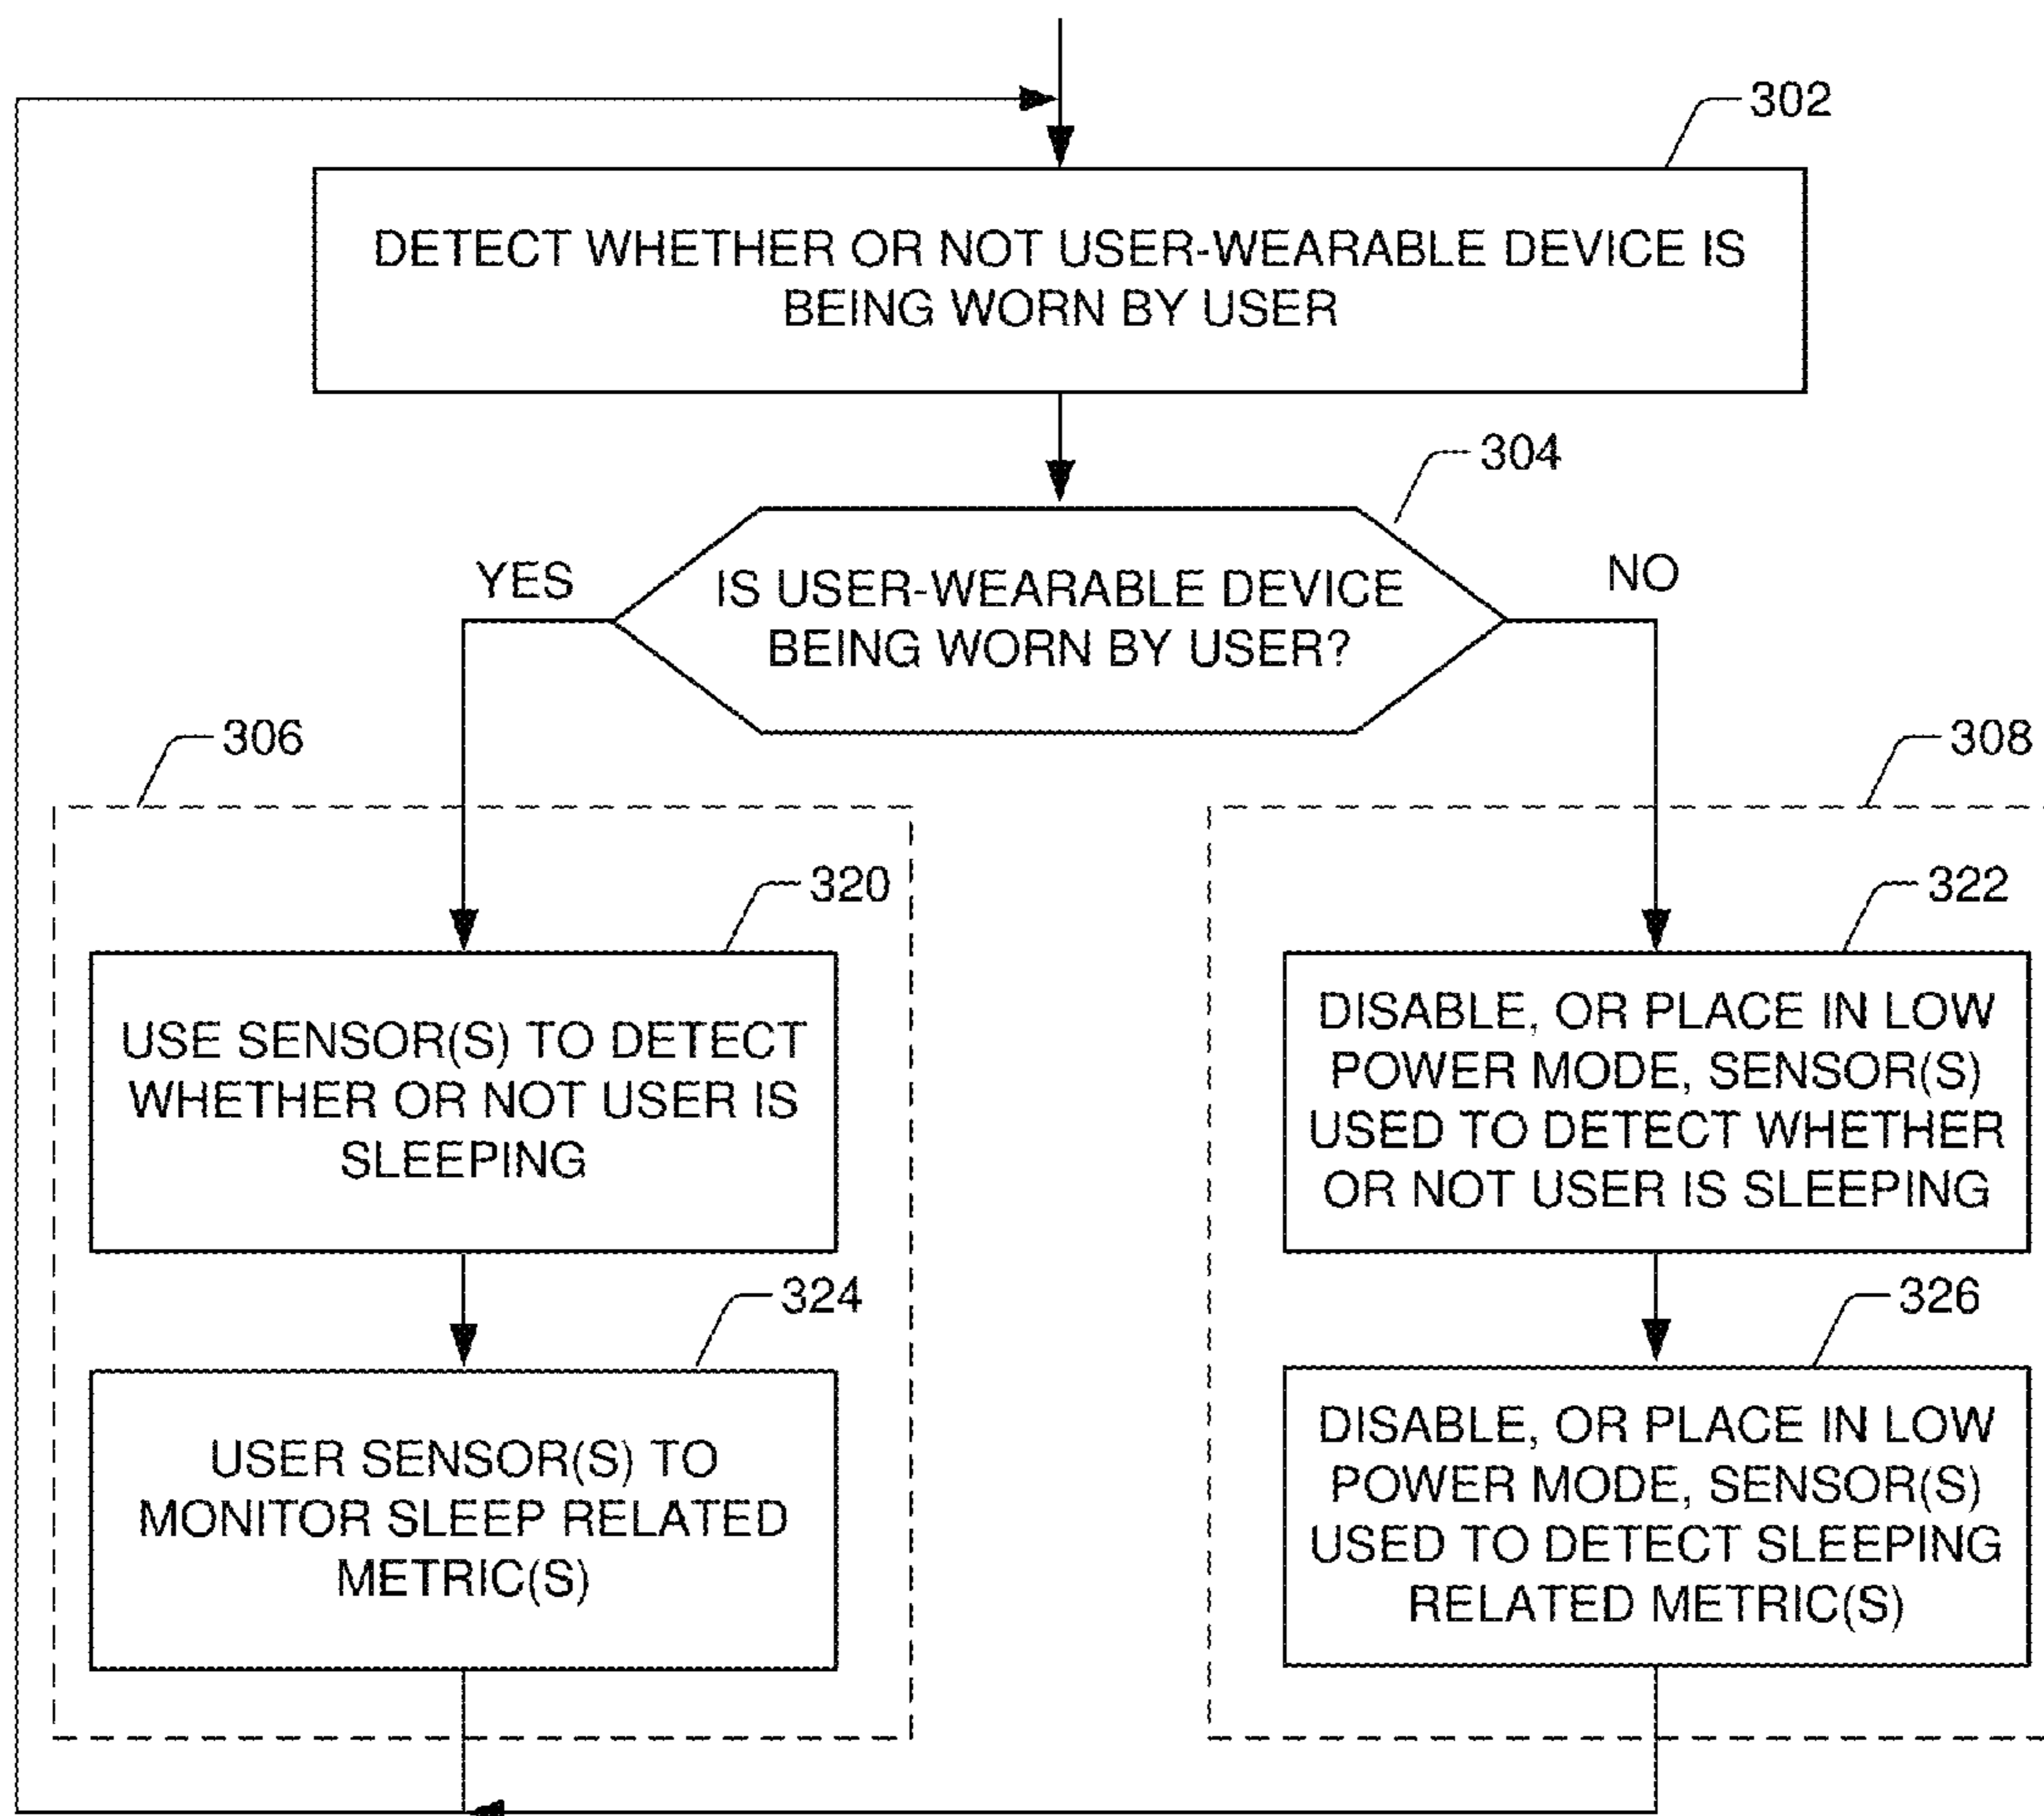 302
DETECT WHETHER OR NOT USER-WEARABLE DEVICE IS
BEING WORN BY USER
304
YES
IS USER-WEARABLE DEVICE
BEING WORN BY USER?
NO
306
308
320
USE SENSOR(S) TO DETECT
WHETHER OR NOT USER IS
SLEEPING
322
DISABLE, OR PLACE IN LOW
POWER MODE, SENSOR(S)
USED TO DETECT WHETHER
OR NOT USER IS SLEEPING
324
USER SENSOR(S) TO
MONITOR SLEEP RELATED
METRIC(S)
326
DISABLE, OR PLACE IN LOW
POWER MODE, SENSOR(S)
USED TO DETECT SLEEPING
RELATED METRIC(S)